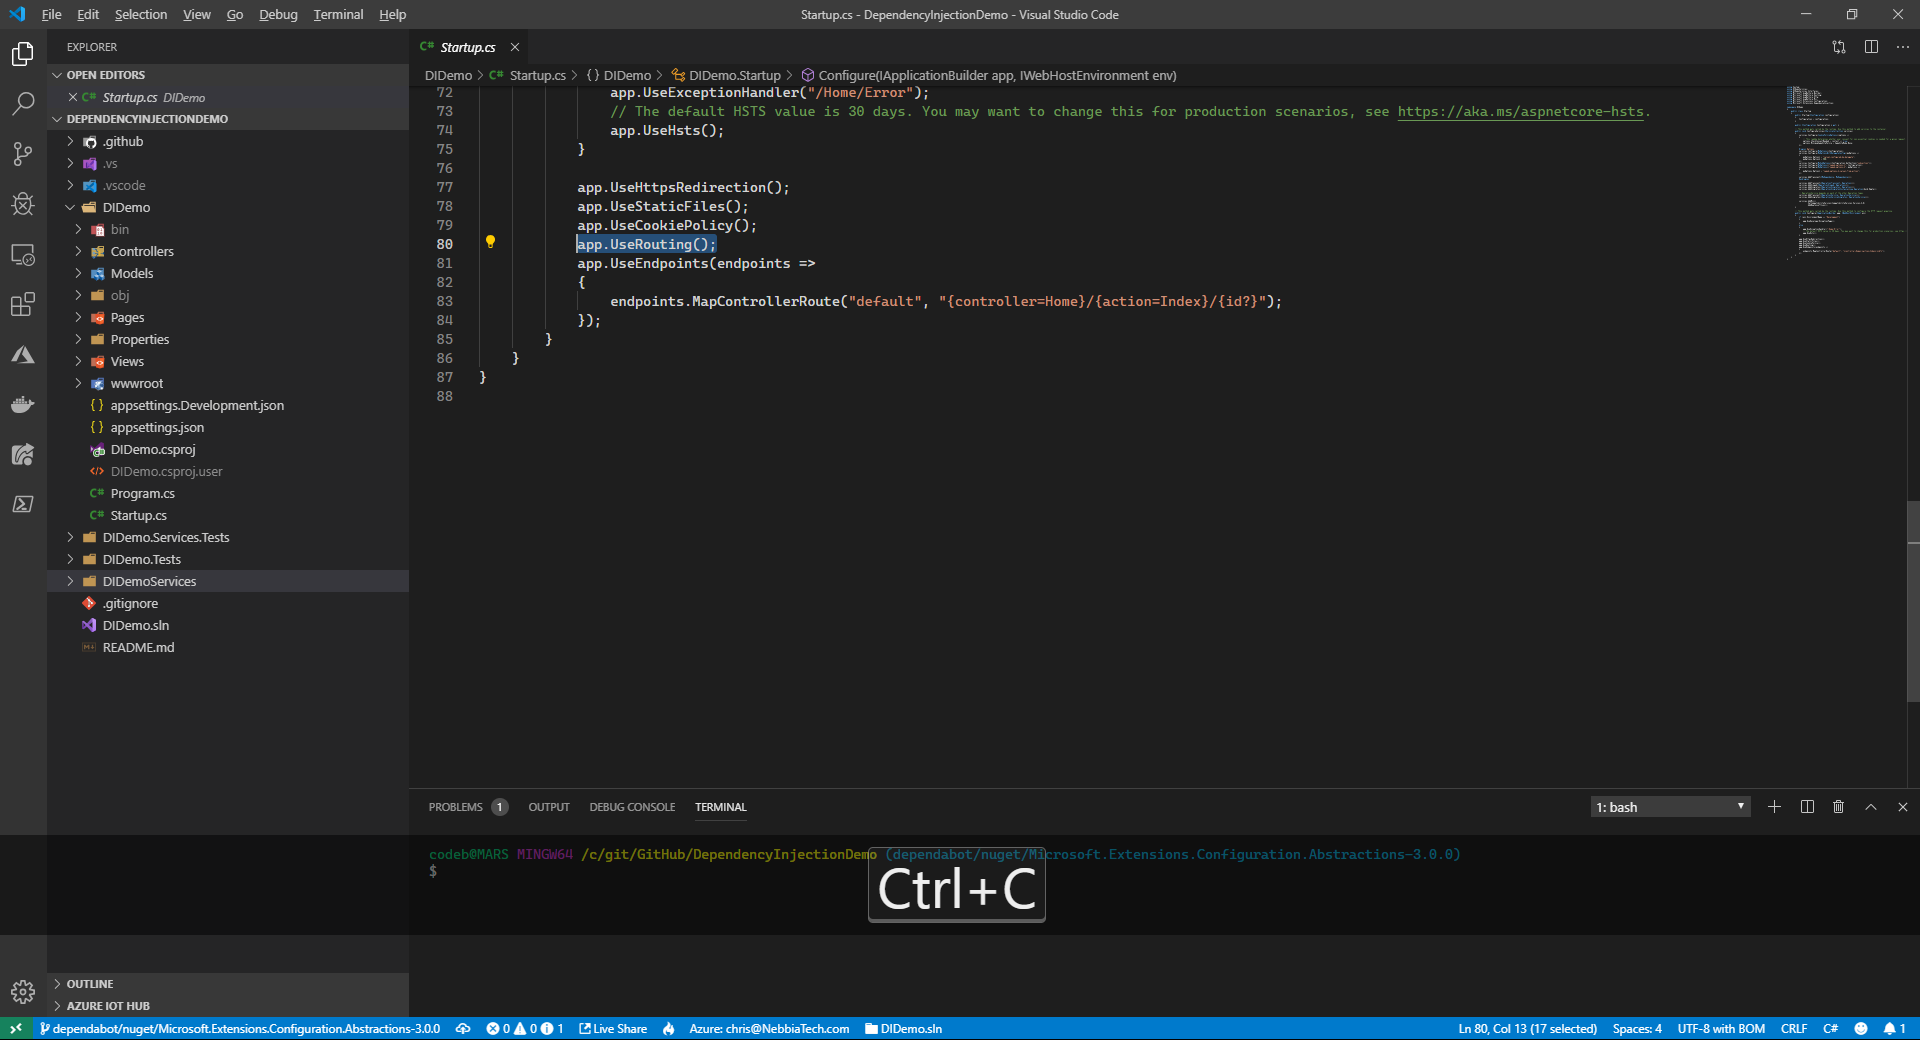 File Edit Selection View Go Debug Terminal Help
Startup.cs - DependencyInjectionDemo - Visual Studio Code
EXPLORER
OPEN EDITORS
C# Startup.cs DIDemo
DEPENDENCYINJECTIONDEMO
.github
.vs
.vscode
DIDemo
bin
Controllers
Models
obj
Pages
Properties
Views
wwwroot
{ } appsettings.Development.json
{ } appsettings.json
DIDemo.csproj
DIDemo.csproj.user
C# Program.cs
C# Startup.cs
DIDemo.Services.Tests
DIDemo.Tests
DIDemoServices
.gitignore
DIDemo.sln
README.md
OUTLINE
AZURE IOT HUB
C# Startup.cs
DIDemo > C# Startup.cs > { } DIDemo > DIDemo.Startup > Configure(IApplicationBuilder app, IWebHostEnvironment env)
72 app.UseExceptionHandler("/Home/Error");
73 // The default HSTS value is 30 days. You may want to change this for production scenarios, see https://aka.ms/aspnetcore-hsts.
74 app.UseHsts();
75 }
76
77 app.UseHttpsRedirection();
78 app.UseStaticFiles();
79 app.UseCookiePolicy();
80 app.UseRouting();
81 app.UseEndpoints(endpoints =>
82 {
83 endpoints.MapControllerRoute("default", "{controller=Home}/{action=Index}/{id?}");
84 });
85 }
86 }
87 }
88
PROBLEMS 1 OUTPUT DEBUG CONSOLE TERMINAL
1: bash
codeb@MARS MINGW64 /c/git/GitHub/DependencyInjectionDemo (dependabot/nuget/Microsoft.Extensions.Configuration.Abstractions-3.0.0)
$
Ctrl+C
dependabot/nuget/Microsoft.Extensions.Configuration.Abstractions-3.0.0 0 0 1 Live Share Azure: chris@NebbiaTech.com DIDemo.sln
Ln 80, Col 13 (17 selected) Spaces: 4 UTF-8 with BOM CRLF C# 1